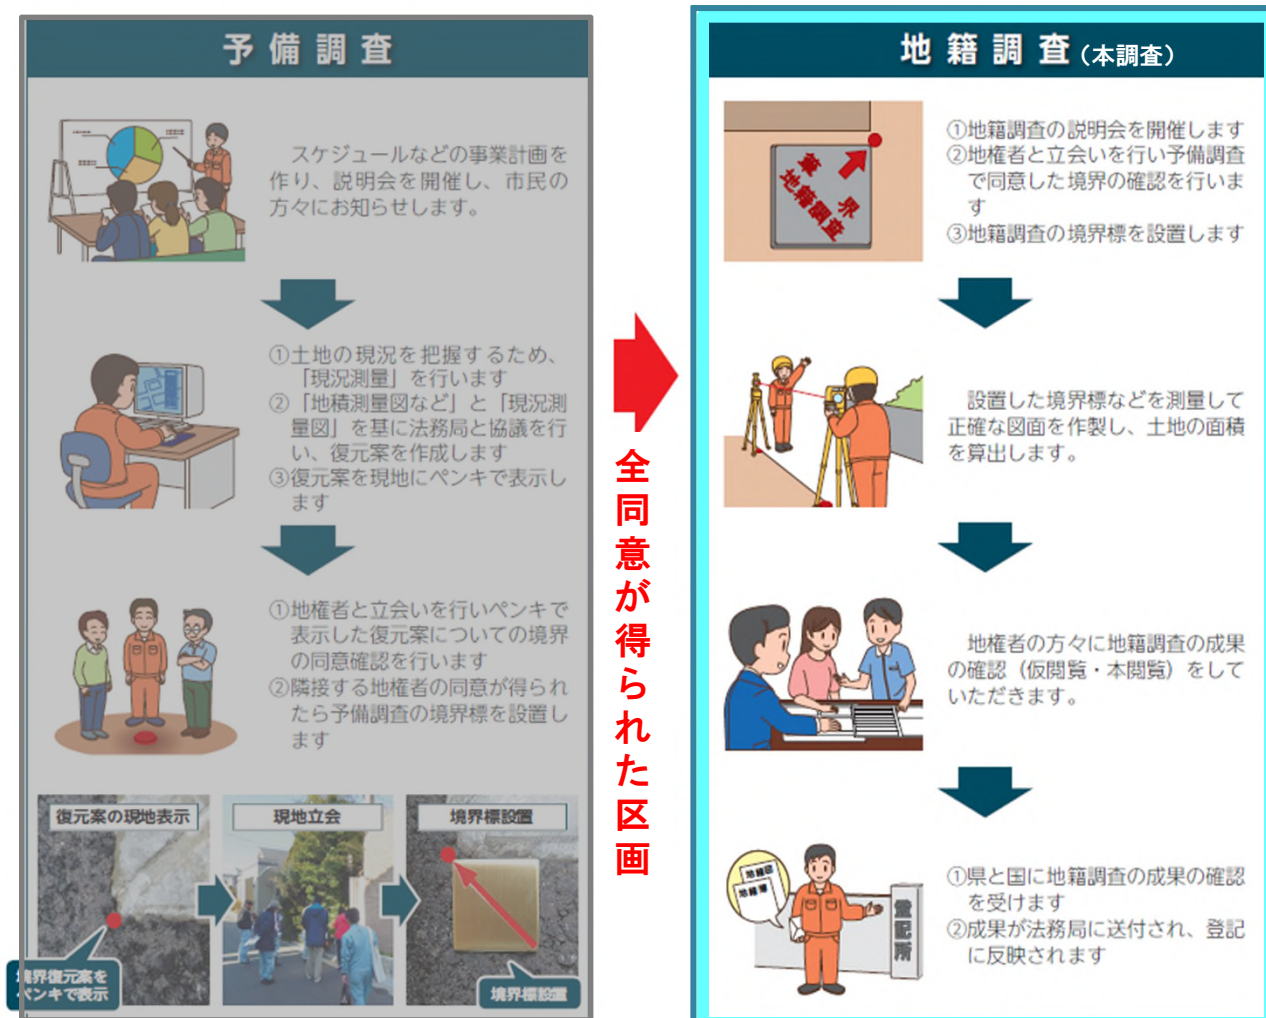 予備調査
スケジュールなどの事業計画を
作り、説明会を開催し、市民の
方々にお知らせします。
①土地の現況を把握するため、
「現況測量」を行います
②「地積測量図など」と「現況測
量図」を基に法務局と協議を行
い、復元案を作成します
③復元案を現地にペンキで表示し
ます
①地権者と立会いを行いペンキで
表示した復元案についての境界
の同意確認を行います
②隣接する地権者の同意が得られ
たら予備調査の境界標を設置し
ます
復元案の現地表示
現地立会
境界標設置
境界復元案を
ペンキで表示
境界標設置
全同意が得られた区画
地籍調査(本調査)
筆界
地籍調査
①地籍調査の説明会を開催します
②地権者と立会いを行い予備調査
で同意した境界の確認を行いま
す
③地籍調査の境界標を設置します
設置した境界標などを測量して
正確な図面を作製し、土地の面積
を算出します。
地権者の方々に地籍調査の成果
の確認（仮閲覧・本閲覧）をして
いただきます。
地籍図
地籍簿
登記所
①県と国に地籍調査の成果の確認
を受けます
②成果が法務局に送付され、登記
に反映されます